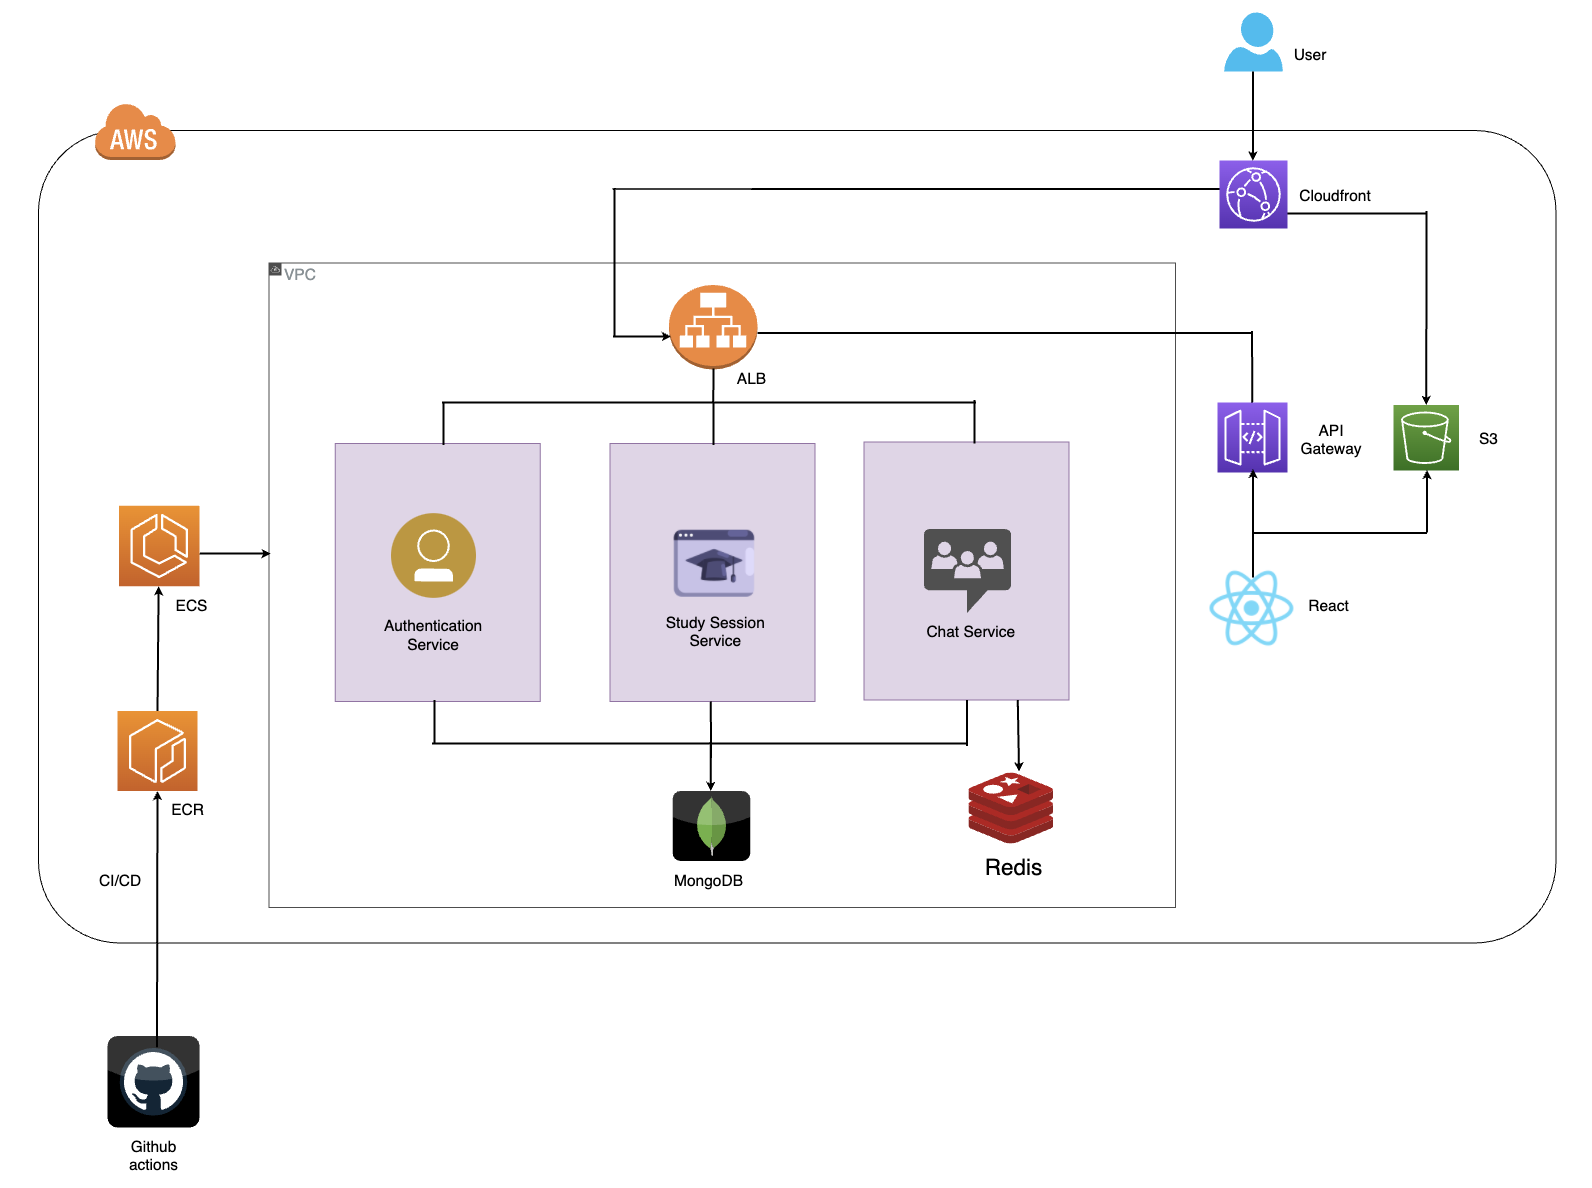 User
AWS
Cloudfront
VPC
ALB
API
Gateway
S3
ECS
Authentication
Service
Study Session
Service
Chat Service
React
ECR
CI/CD
MongoDB
Redis
Github
actions